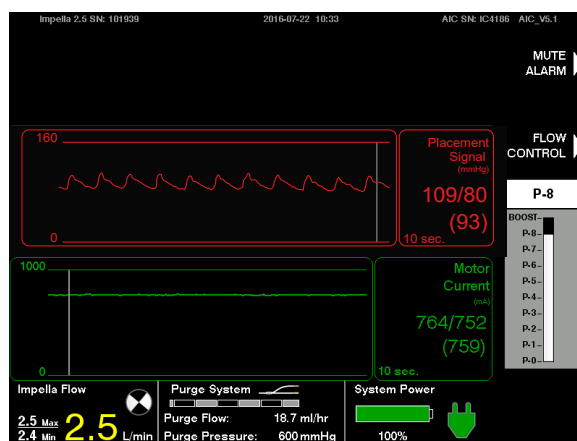 Impella 2.5 SN: 101939 2016-07-22 10:33 AIC SN: IC4186 AIC_V5.1
MUTE
ALARM
160
Placement
Signal
(mmHg)
109/80
(93)
0
10 sec.
FLOW
CONTROL
P-8
BOOST
P-8
P-7
P-6
P-5
P-4
P-3
P-2
P-1
P-0
1000
Motor
Current
(mA)
764/752
(759)
0
10 sec.
Impella Flow
2.5 Max
2.4 Min
2.5 L/min
Purge System
Purge Flow: 18.7 ml/hr
Purge Pressure: 600 mmHg
System Power
100%